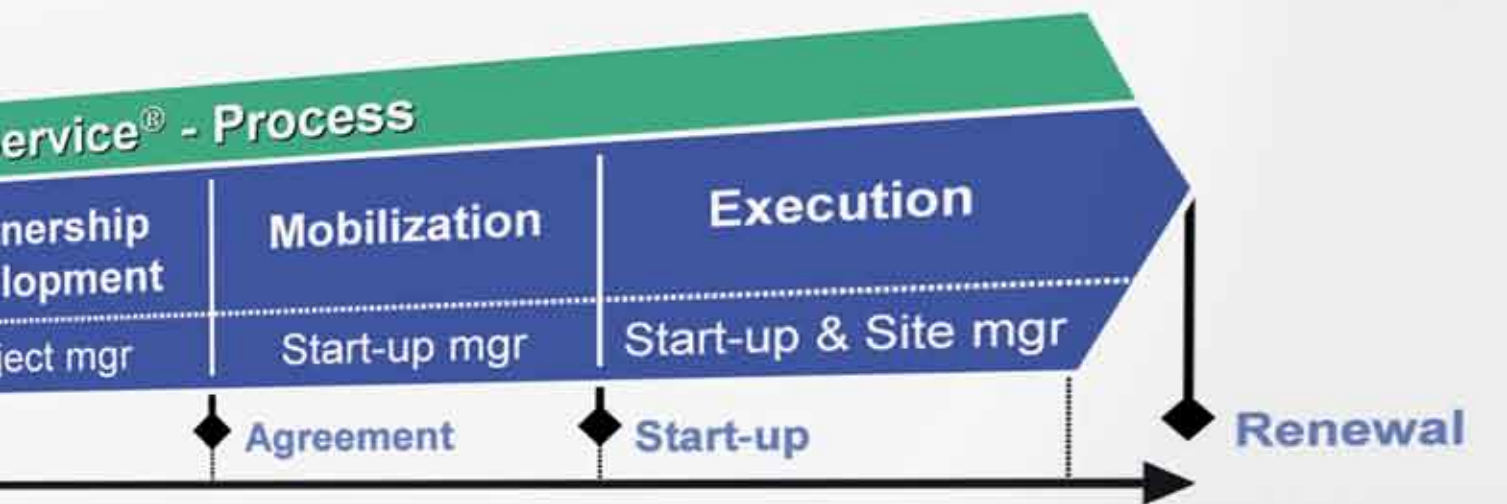 ervice® - Process
nership
lopment
Mobilization
Execution
ject mgr
Start-up mgr
Start-up & Site mgr
Agreement
Start-up
Renewal